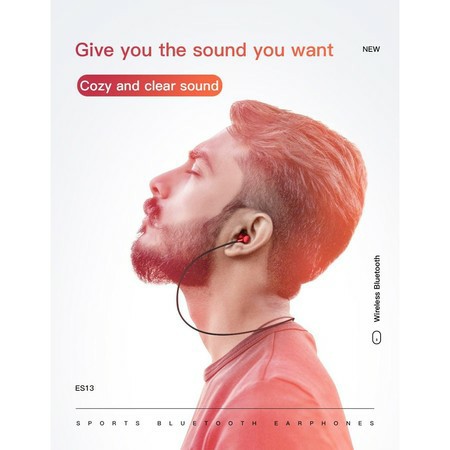 Give you the sound you want
NEW
Cozy and clear sound
Wireless Bluetooth
ES13
SPORTS BLUETOOTH EARPHONES